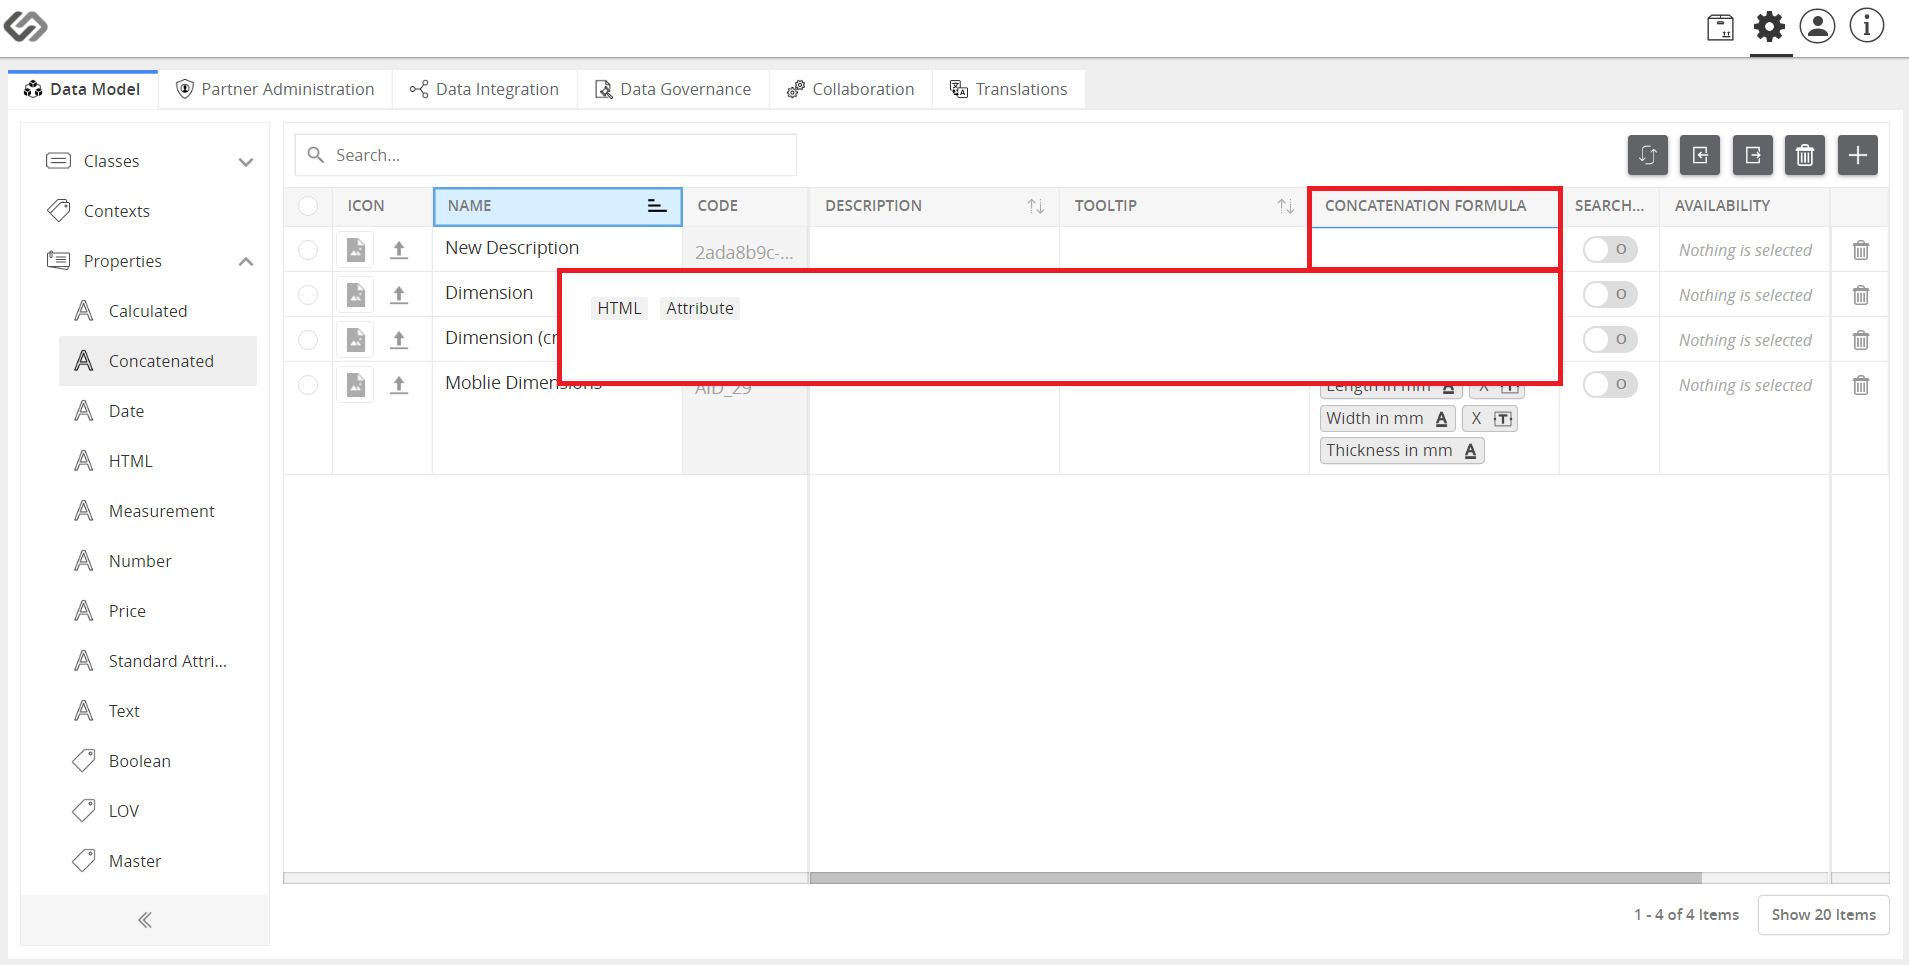 Data Model
Partner Administration
Data Integration
Data Governance
Collaboration
Translations
Classes
Contexts
Properties
Calculated
Concatenated
Date
HTML
Measurement
Number
Price
Standard Attri...
Text
Boolean
LOV
Master
Search...
ICON NAME CODE DESCRIPTION TOOLTIP CONCATENATION FORMULA SEARCH... AVAILABILITY
New Description 2ada8b9c-... O Nothing is selected
Dimension O Nothing is selected
HTML Attribute
Dimension (cr O Nothing is selected
Moblie Dimensions AID_29 Length in mm A X T O Nothing is selected
Width in mm A X T
Thickness in mm A
1 - 4 of 4 Items Show 20 Items